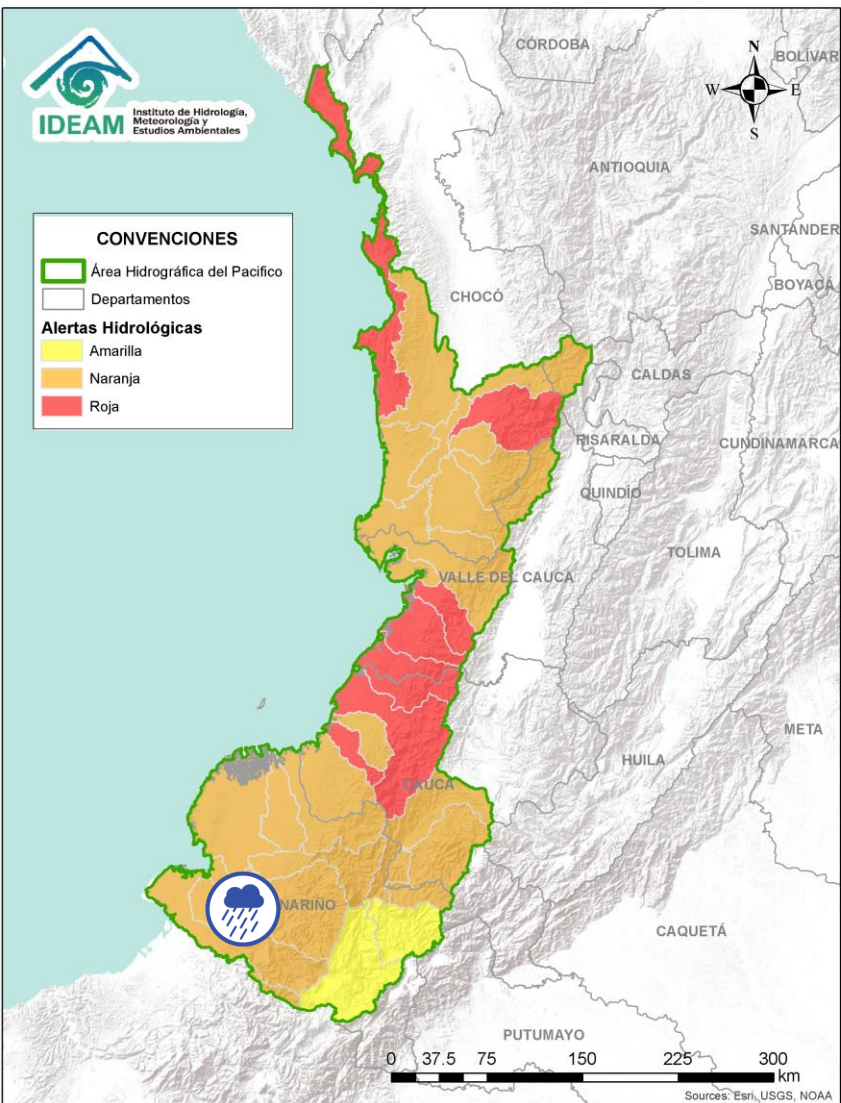 IDEAM
Instituto de Hidrología,
Meteorología y
Estudios Ambientales
CÓRDOBA
BOLÍVAR
N
W
E
S
ANTIOQUIA
SANTANDER
BOYACÁ
CONVENCIONES
Área Hidrográfica del Pacifico
Departamentos
Alertas Hidrológicas
Amarilla
Naranja
Roja
CHOCÓ
CALDAS
RISARALDA
CUNDINAMARCA
QUINDÍO
TOLIMA
VALLE DEL CAUCA
META
HUILA
CAUCA
NARIÑO
CAQUETÁ
PUTUMAYO
0 37.5 75 150 225 300
km
Sources: Esri, USGS, NOAA